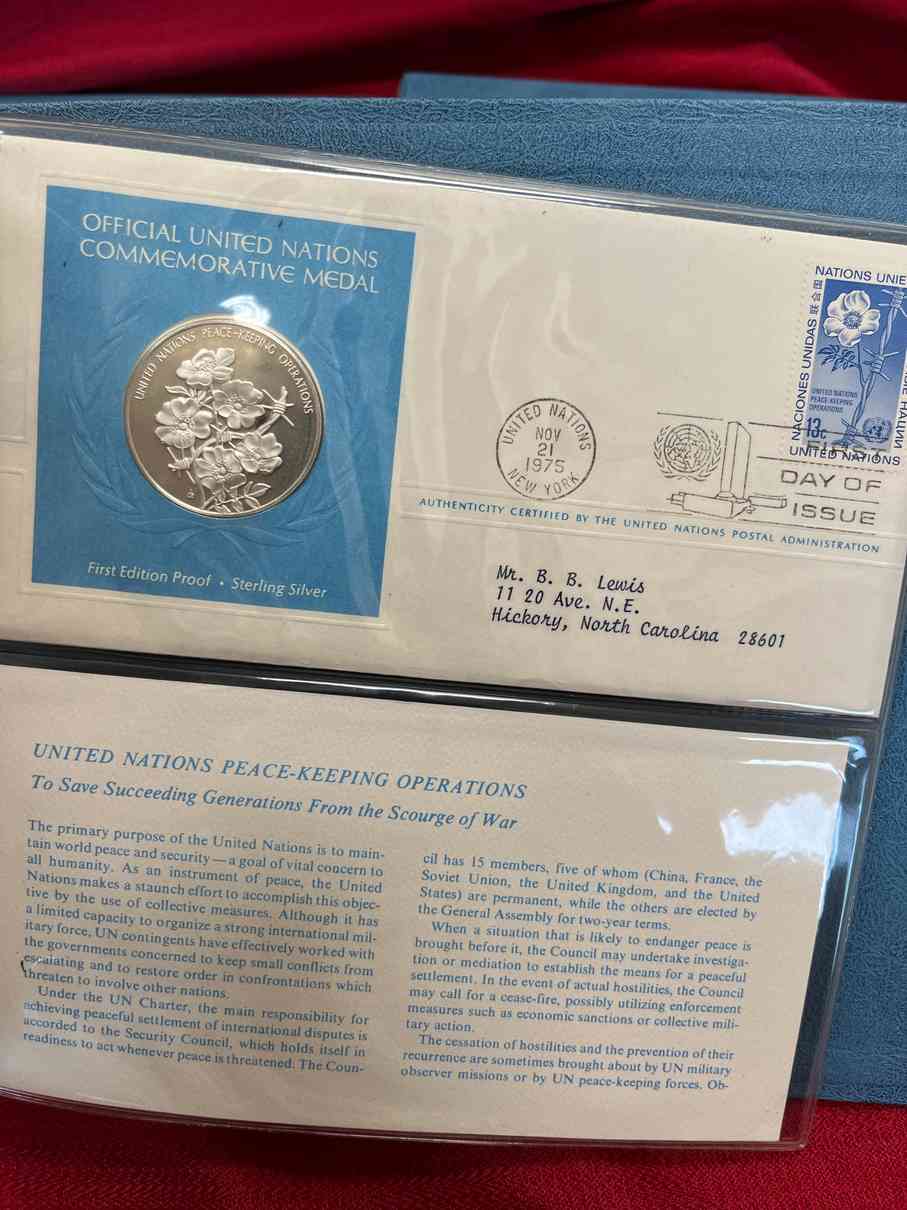 OFFICIAL UNITED NATIONS
COMMEMORATIVE MEDAL
UNITED NATIONS PEACE-KEEPING OPERATIONS
First Edition Proof • Sterling Silver
UNITED NATIONS
NOV
21
1975
NEW YORK
NATIONS UNIE
联合国
NACIONES UNIDAS
UNITED NATIONS
PEACE-KEEPING
OPERATIONS
13c
UNITED NATIONS
FIRST
DAY OF
ISSUE
AUTHENTICITY CERTIFIED BY THE UNITED NATIONS POSTAL ADMINISTRATION
Mr. B. B. Lewis
11 20 Ave. N.E.
Hickory, North Carolina 28601
UNITED NATIONS PEACE-KEEPING OPERATIONS
To Save Succeeding Generations From the Scourge of War
The primary purpose of the United Nations is to main-
tain world peace and security — a goal of vital concern to
all humanity. As an instrument of peace, the United
Nations makes a staunch effort to accomplish this objec-
tive by the use of collective measures. Although it has
a limited capacity to organize a strong international mil-
itary force, UN contingents have effectively worked with
the governments concerned to keep small conflicts from
escalating and to restore order in confrontations which
threaten to involve other nations.
Under the UN Charter, the main responsibility for
achieving peaceful settlement of international disputes is
accorded to the Security Council, which holds itself in
readiness to act whenever peace is threatened. The Coun-
cil has 15 members, five of whom (China, France, the
Soviet Union, the United Kingdom, and the United
States) are permanent, while the others are elected by
the General Assembly for two-year terms.
When a situation that is likely to endanger peace is
brought before it, the Council may undertake investiga-
tion or mediation to establish the means for a peaceful
settlement. In the event of actual hostilities, the Council
may call for a cease-fire, possibly utilizing enforcement
measures such as economic sanctions or collective mili-
tary action.
The cessation of hostilities and the prevention of their
recurrence are sometimes brought about by UN military
observer missions or by UN peace-keeping forces. Ob-